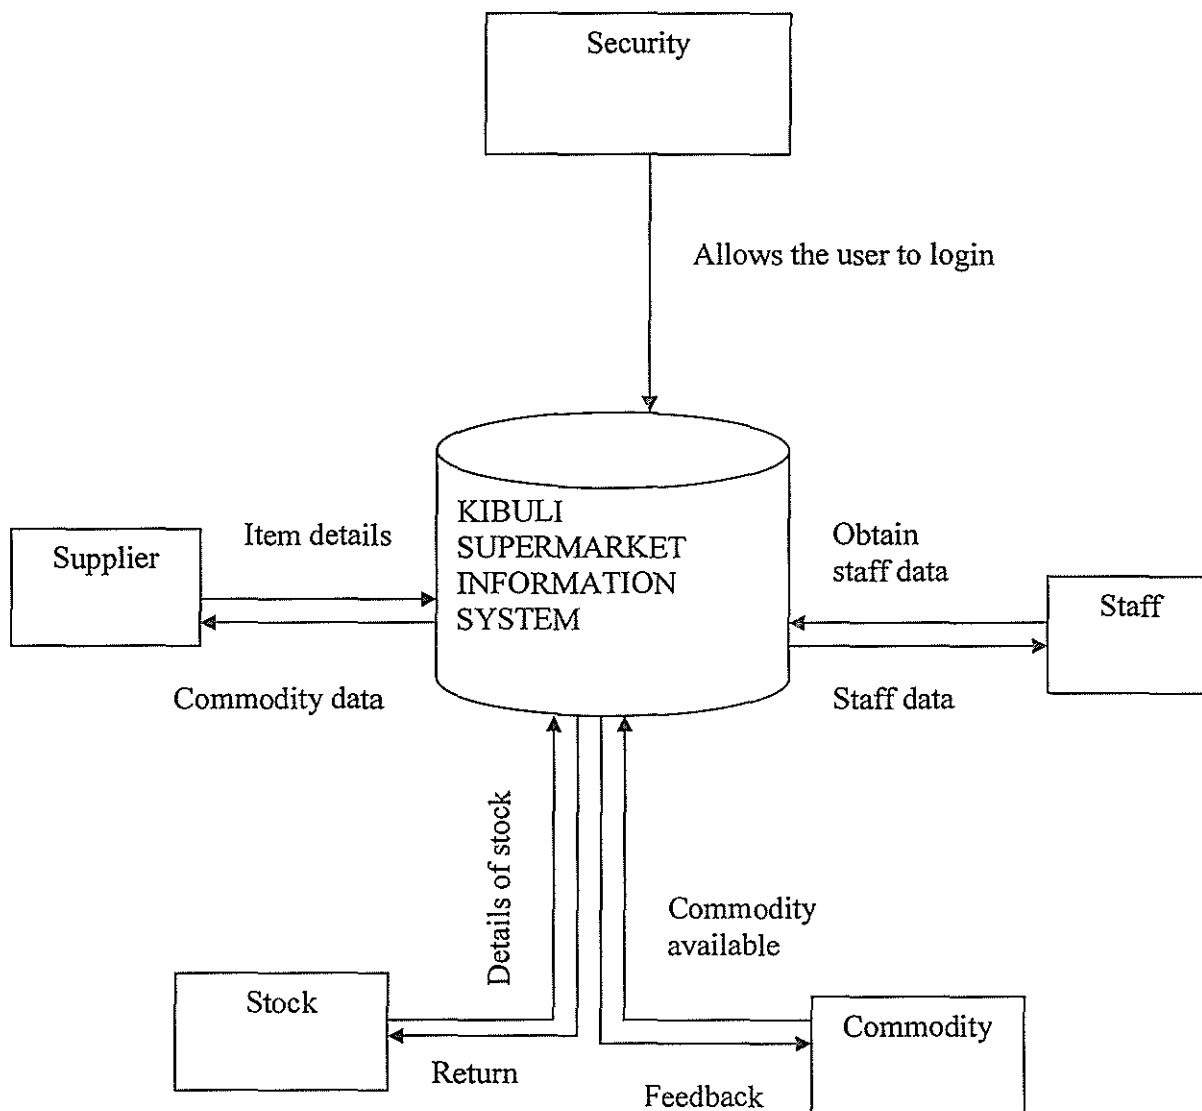 Security
Allows the user to login
KIBULI
SUPERMARKET
INFORMATION
SYSTEM
Supplier
Item details
Commodity data
Obtain
staff data
Staff
Staff data
Details of stock
Commodity
available
Stock
Return
Commodity
Feedback